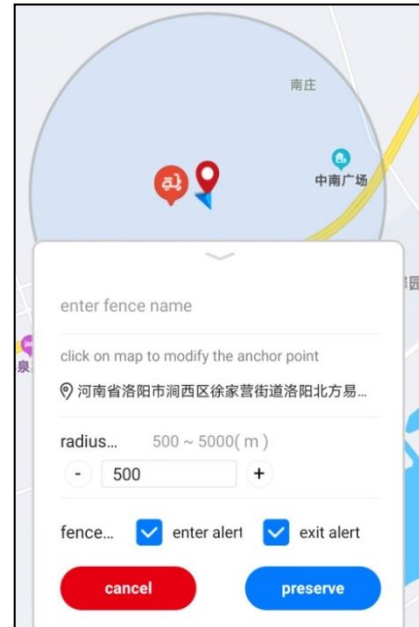 南庄
中南广场
泉
enter fence name
click on map to modify the anchor point
河南省洛阳市涧西区徐家营街道洛阳北方易...
radius... 500 ~ 5000( m )
- 500 +
fence... enter alert exit alert
cancel preserve